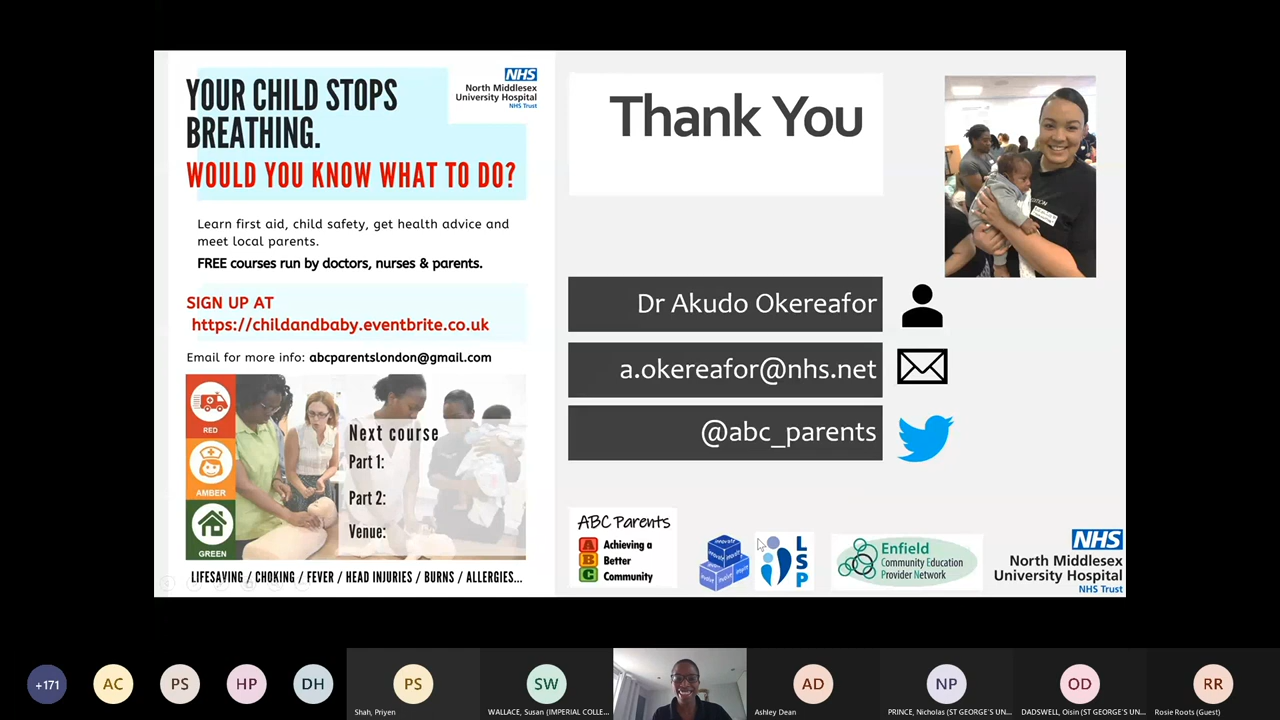 YOUR CHILD STOPS
BREATHING.
WOULD YOU KNOW WHAT TO DO?
NHS
North Middlesex
University Hospital
NHS Trust
Learn first aid, child safety, get health advice and
meet local parents.
FREE courses run by doctors, nurses & parents.
SIGN UP AT
https://childandbaby.eventbrite.co.uk
Email for more info: abcparentslondon@gmail.com
RED
AMBER
GREEN
Next course
Part 1:
Part 2:
Venue:
LIFESAVING / CHOKING / FEVER / HEAD INJURIES / BURNS / ALLERGIES...
Thank You
Dr Akudo Okereafor
a.okereafor@nhs.net
@abc_parents
ABC Parents
A Achieving a
B Better
C Community
LSP
Enfield
Community Education
Provider Network
NHS
North Middlesex
University Hospital
NHS Trust
+171
AC
PS
HP
DH
PS
Shah, Priyen
SW
WALLACE, Susan (IMPERIAL COLLE...
AD
Ashley Dean
NP
PRINCE, Nicholas (ST GEORGE'S UN...
OD
DADSWELL, Oisin (ST GEORGE'S UN...
RR
Rosie Roots (Guest)